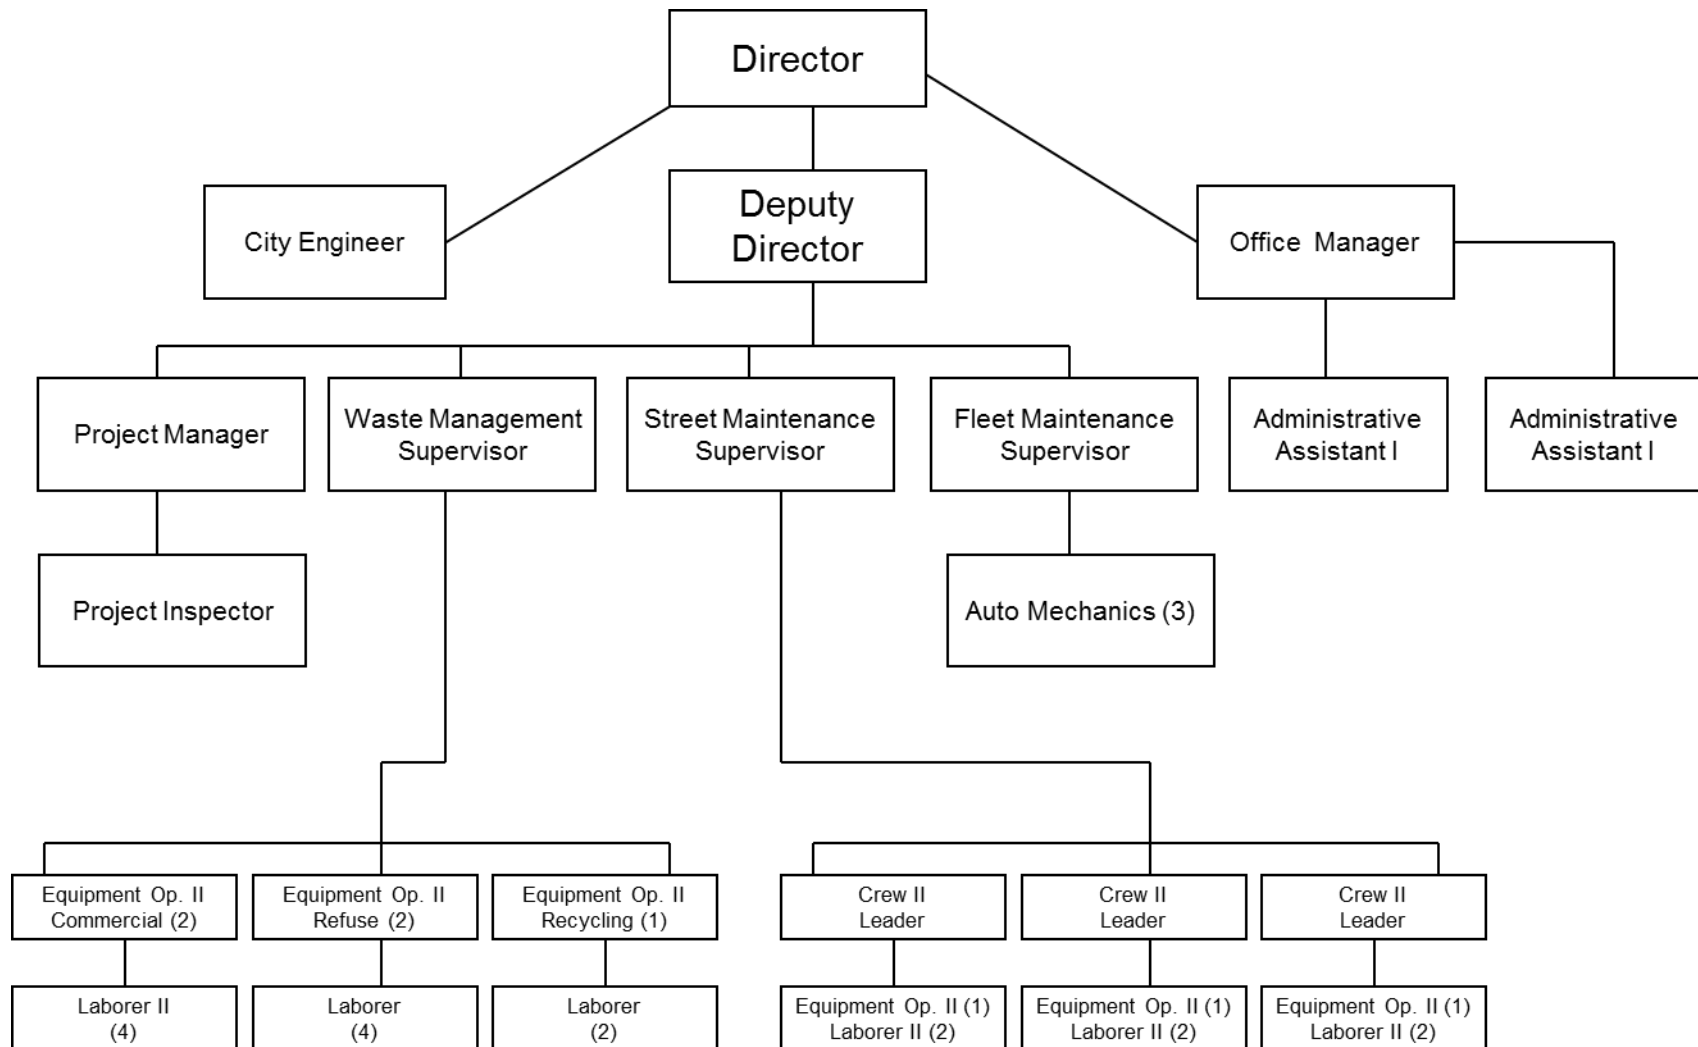 Director
Deputy
Director
City Engineer
Office Manager
Project Manager
Waste Management
Supervisor
Street Maintenance
Supervisor
Fleet Maintenance
Supervisor
Administrative
Assistant I
Administrative
Assistant I
Project Inspector
Auto Mechanics (3)
Equipment Op. II
Commercial (2)
Equipment Op. II
Refuse (2)
Equipment Op. II
Recycling (1)
Crew II
Leader
Crew II
Leader
Crew II
Leader
Laborer II
(4)
Laborer
(4)
Laborer
(2)
Equipment Op. II (1)
Laborer II (2)
Equipment Op. II (1)
Laborer II (2)
Equipment Op. II (1)
Laborer II (2)